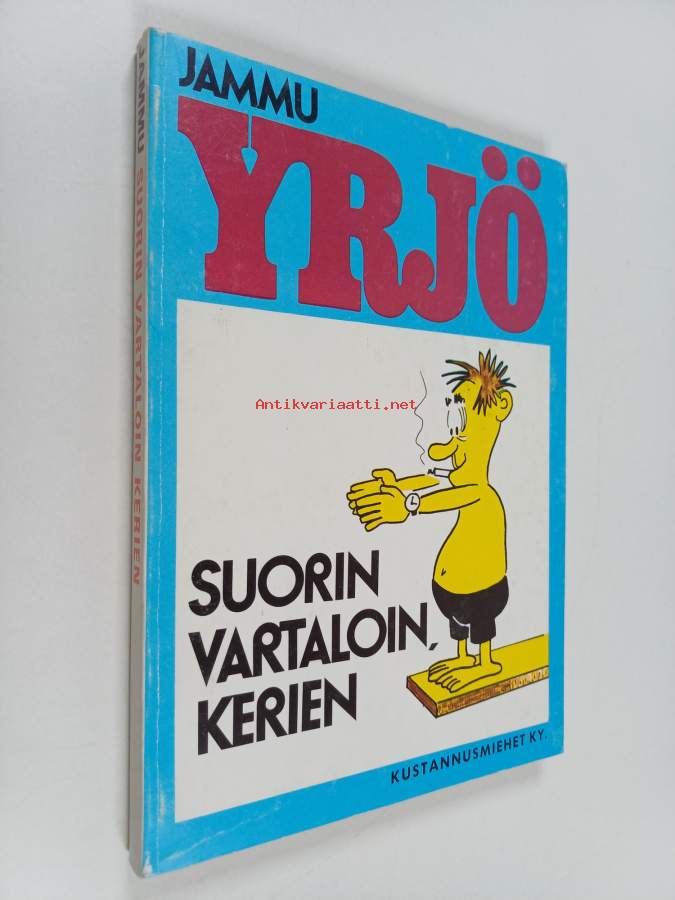 JAMMU
YRJÖ
SUORIN
VARTALOIN,
KERIEN
KUSTANNUSMIEHET KY.
JAMMU SUORIN VARTALOIN KERIEN
Antikvariaatti.net